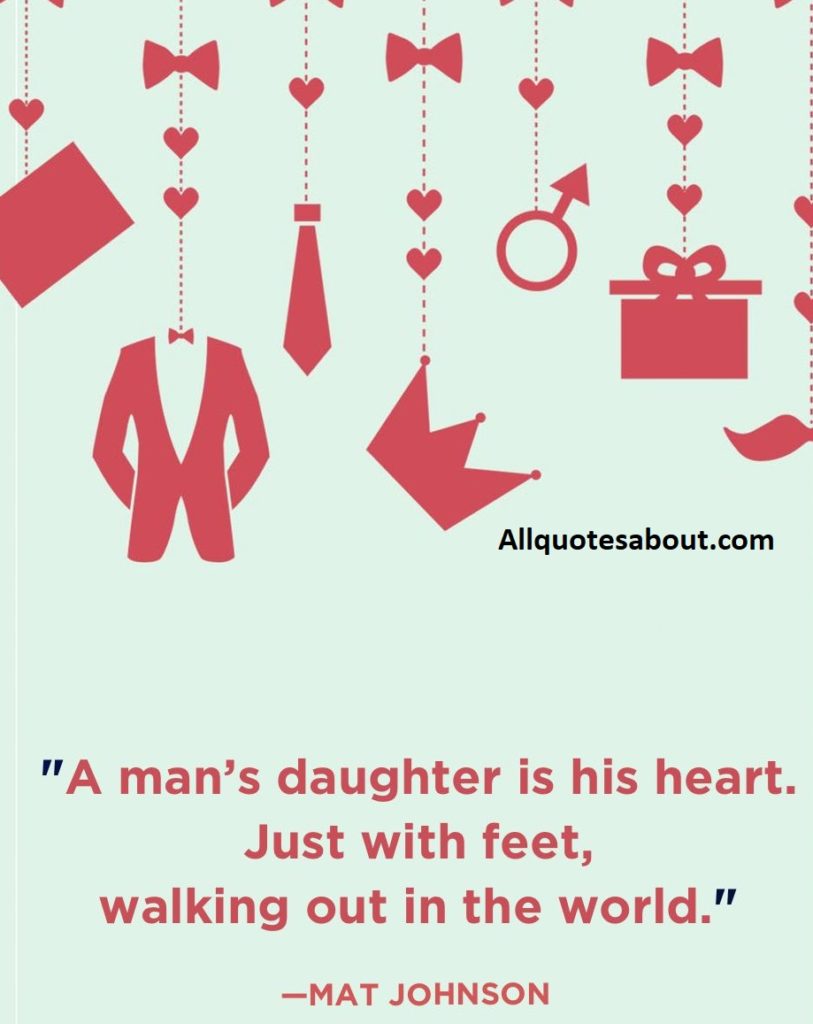 Allquotesabout.com
"A man’s daughter is his heart.
Just with feet,
walking out in the world."
—MAT JOHNSON